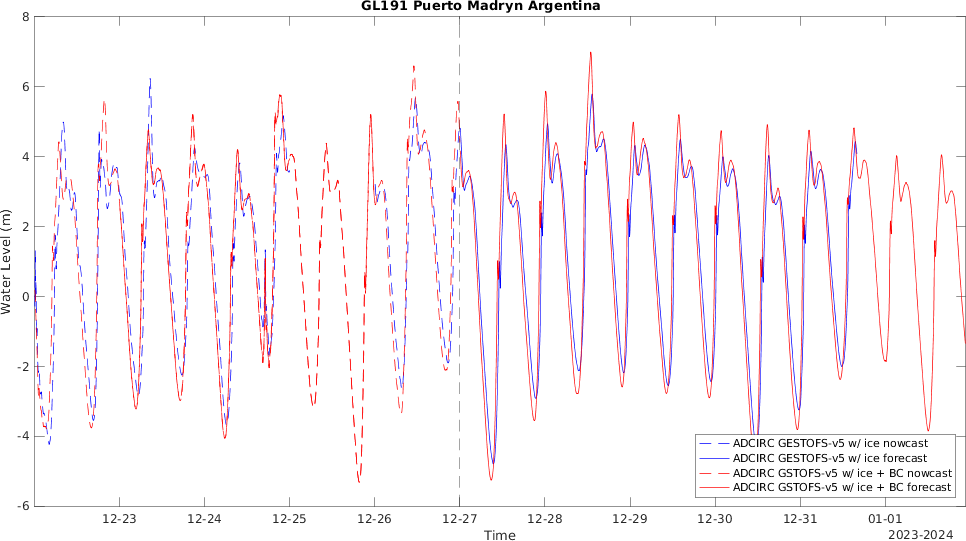 GL191 Puerto Madryn Argentina
8
6
4
2
0
-2
-4
-6
Water Level (m)
ADCIRC GESTOFS-v5 w/ ice nowcast
ADCIRC GESTOFS-v5 w/ ice forecast
ADCIRC GSTOFS-v5 w/ ice + BC nowcast
ADCIRC GSTOFS-v5 w/ ice + BC forecast
12-23 12-24 12-25 12-26 12-27 12-28 12-29 12-30 12-31 01-01
Time
2023-2024